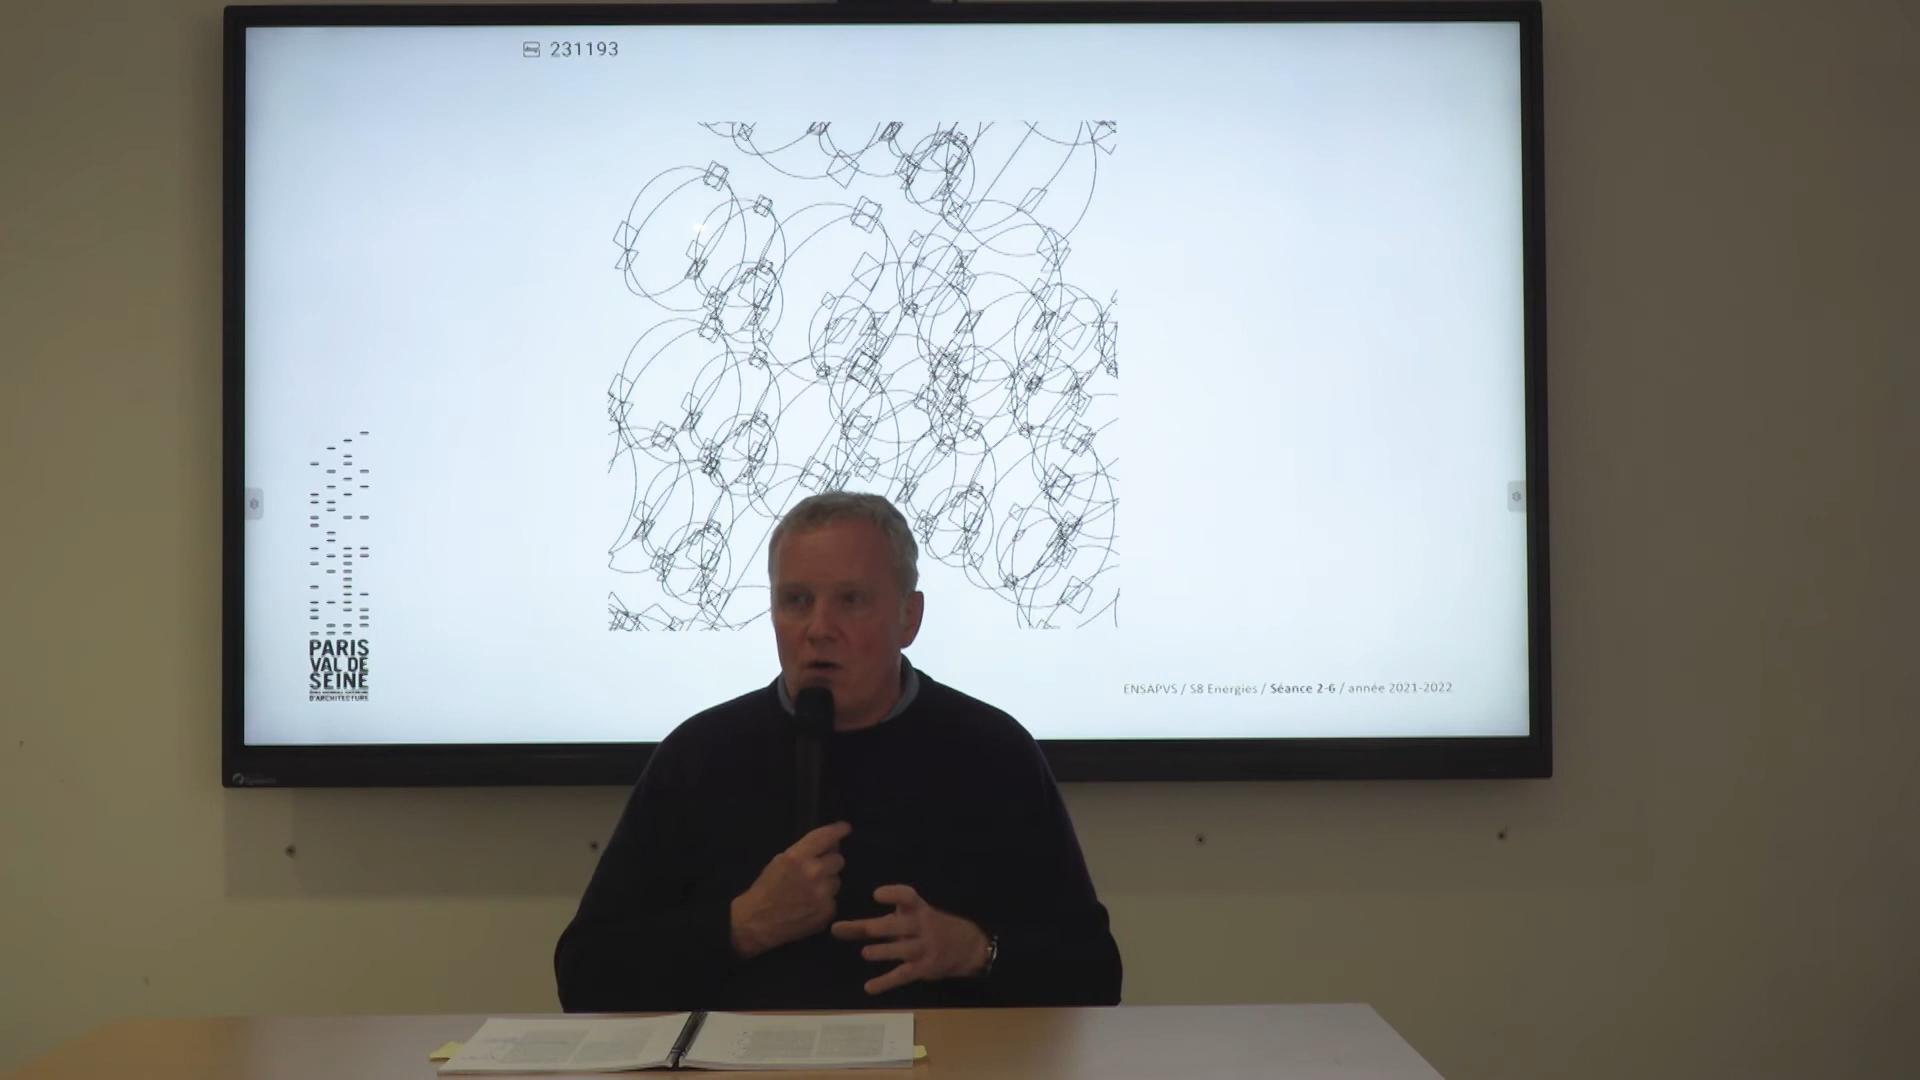 231193
PARIS
VAL DE
SEINE
D'ARCHITECTURE
ENSAPVS / S8 Energies / Séance 2-6 / année 2021-2022